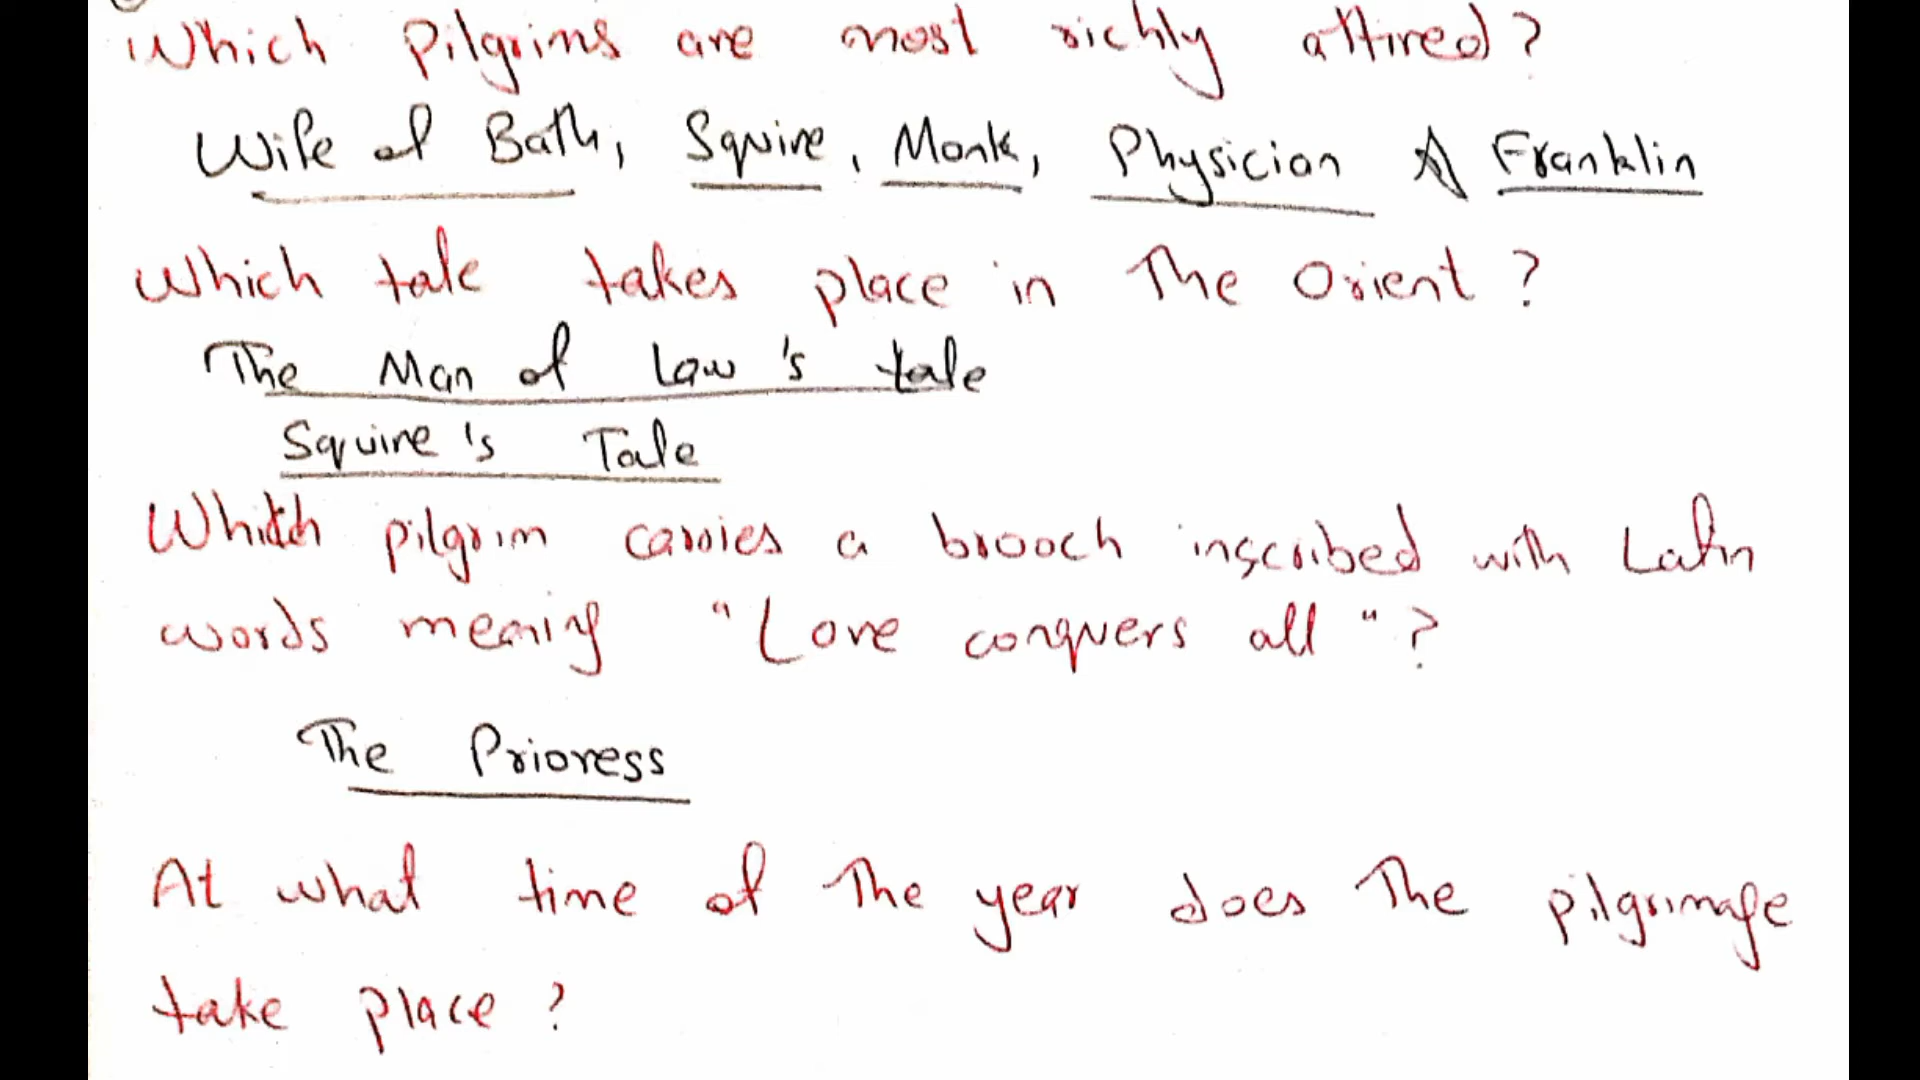 Which Pilgrims are most richly attired?
Wife of Bath, Squire, Monk, Physician & Franklin
Which tale takes place in The Orient?
The Man of Law's tale
Squire's Tale
Which pilgrim carries a brooch inscribed with Latin
words meaning "Love conquers all"?
The Prioress
At what time of The year does The pilgrimage
take place?